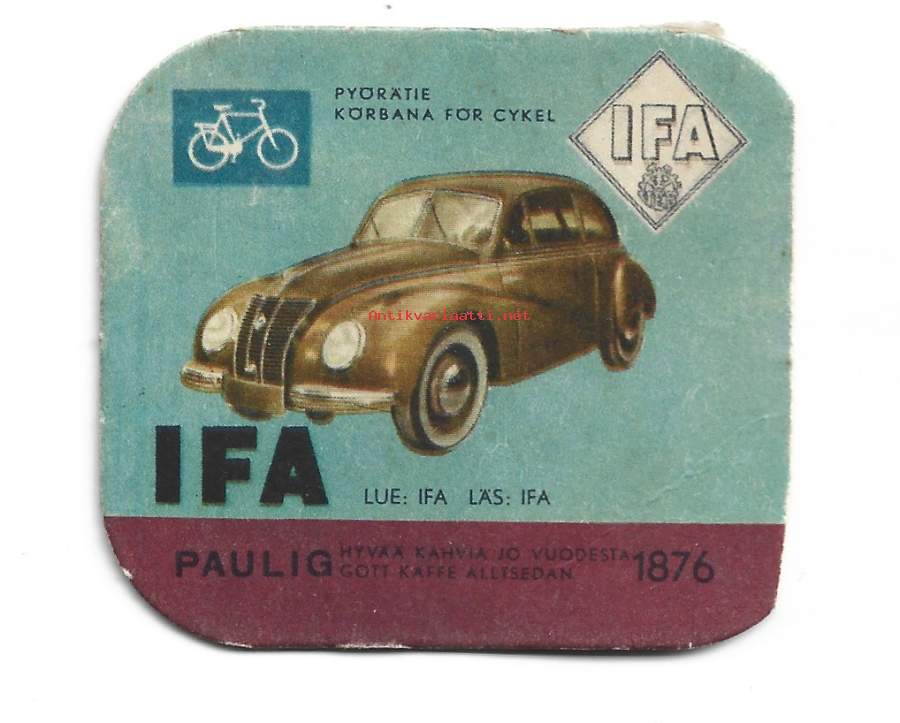 PYÖRÄTIE
KÖRBANA FÖR CYKEL
IFA
Antikvariaatti.net
IFA
LUE: IFA LÄS: IFA
PAULIG HYVÄÄ KAHVIA JO VUODESTA 1876
GOTT KAFFE ALLTSEDAN